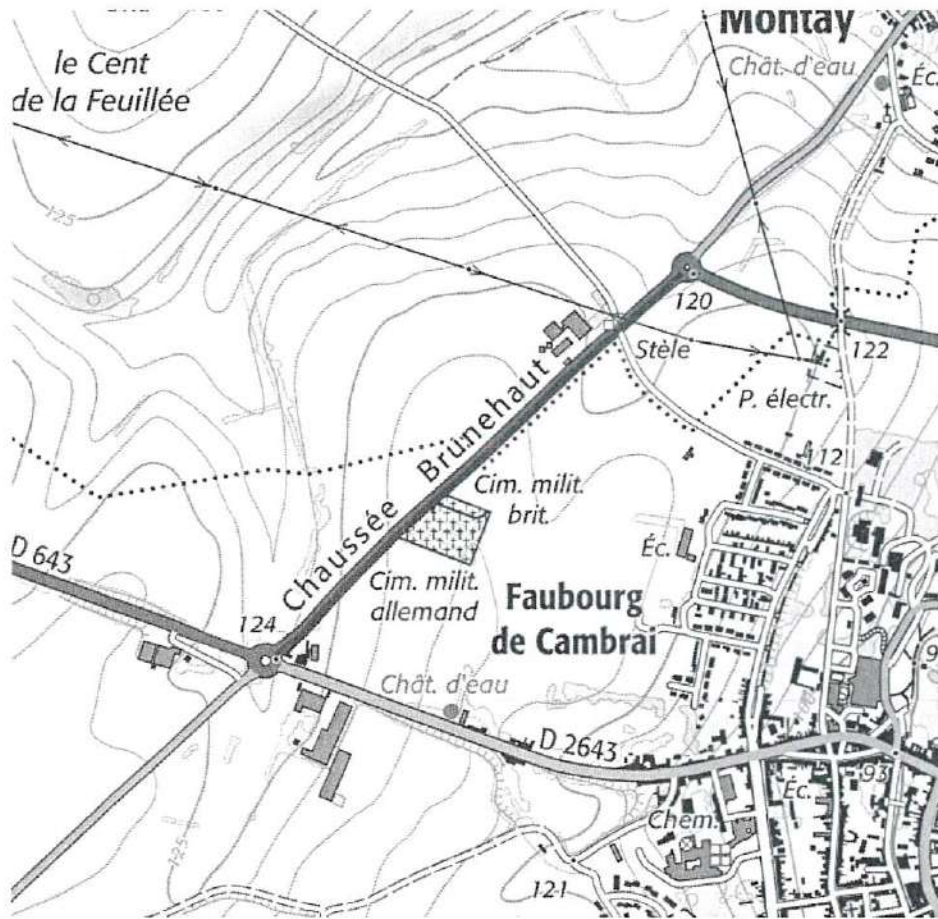 Montay
le Cent
de la Feuillée
Chât. d'eau
Éc.
125
120
Stèle
122
P. électr.
Chaussée Brunehaut
112
Cim. milit.
brit.
Éc.
D 643
Cim. milit.
allemand
Faubourg
de Cambrai
124
Chât. d'eau
D 2643
93
Éc.
Chem.
125
121